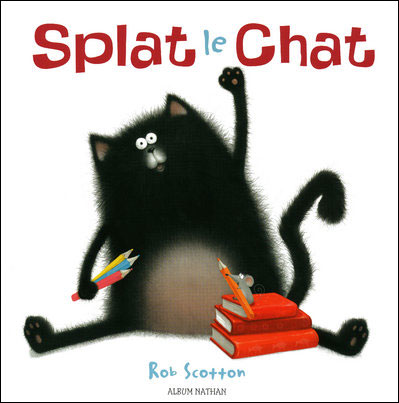 Splat le Chat
Rob Scotton
ALBUM NATHAN